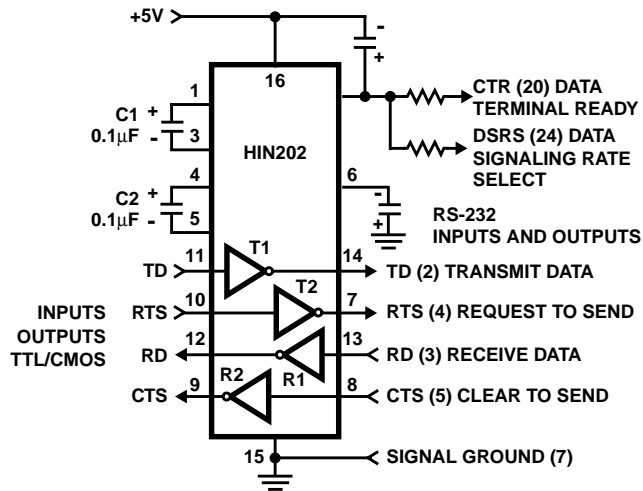 +5V
-
+
16
1
C1
+
0.1µF
-
3
HIN202
CTR (20) DATA
TERMINAL READY
DSRS (24) DATA
SIGNALING RATE
SELECT
4
C2
+
0.1µF
-
5
6
-
+
RS-232
INPUTS AND OUTPUTS
TD
11
T1
14
TD (2) TRANSMIT DATA
INPUTS
OUTPUTS
TTL/CMOS
RTS
10
T2
7
RTS (4) REQUEST TO SEND
RD
12
R1
13
RD (3) RECEIVE DATA
CTS
9
R2
8
CTS (5) CLEAR TO SEND
15
SIGNAL GROUND (7)